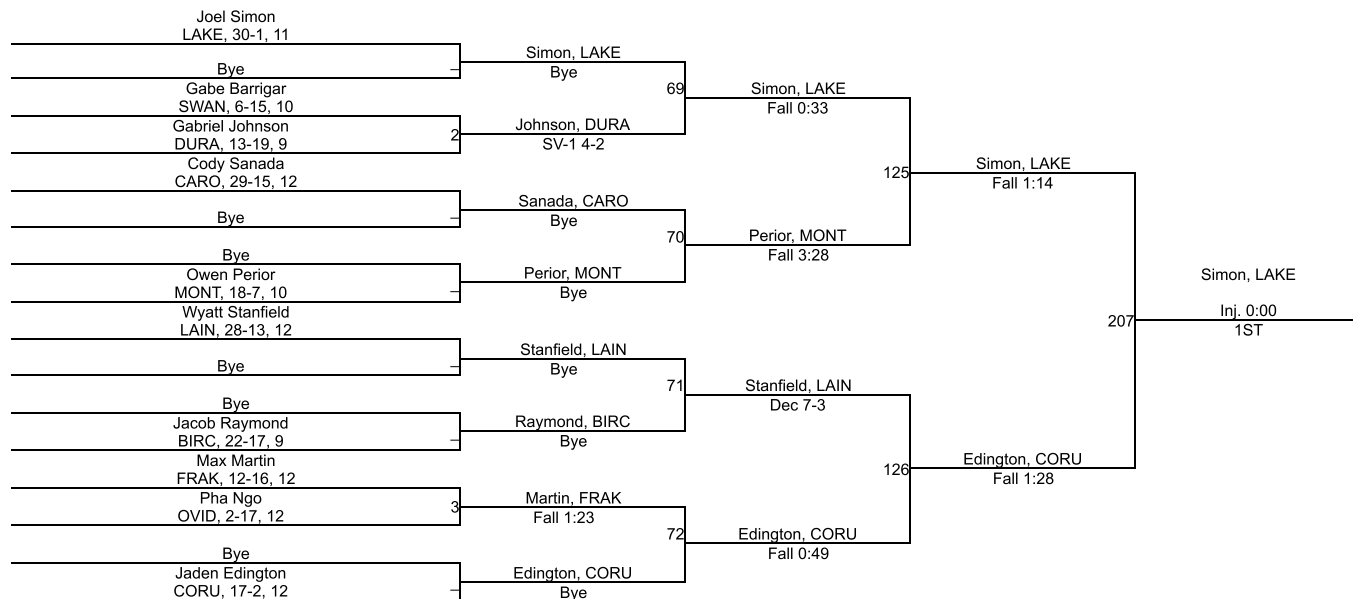 Joel Simon
LAKE, 30-1, 11
Bye
–
Gabe Barrigar
SWAN, 6-15, 10
Gabriel Johnson
DURA, 13-19, 9
2
Cody Sanada
CARO, 29-15, 12
Bye
–
Bye
Owen Perior
MONT, 18-7, 10
–
Wyatt Stanfield
LAIN, 28-13, 12
Bye
–
Bye
Jacob Raymond
BIRC, 22-17, 9
–
Max Martin
FRAK, 12-16, 12
Pha Ngo
OVID, 2-17, 12
3
Bye
Jaden Edington
CORU, 17-2, 12
–
Simon, LAKE
Bye
69
Johnson, DURA
SV-1 4-2
Sanada, CARO
Bye
70
Perior, MONT
Bye
Stanfield, LAIN
Bye
71
Raymond, BIRC
Bye
Martin, FRAK
Fall 1:23
72
Edington, CORU
Bye
Simon, LAKE
Fall 0:33
125
Perior, MONT
Fall 3:28
Stanfield, LAIN
Dec 7-3
126
Edington, CORU
Fall 0:49
Simon, LAKE
Fall 1:14
207
Edington, CORU
Fall 1:28
Simon, LAKE
Inj. 0:00
1ST